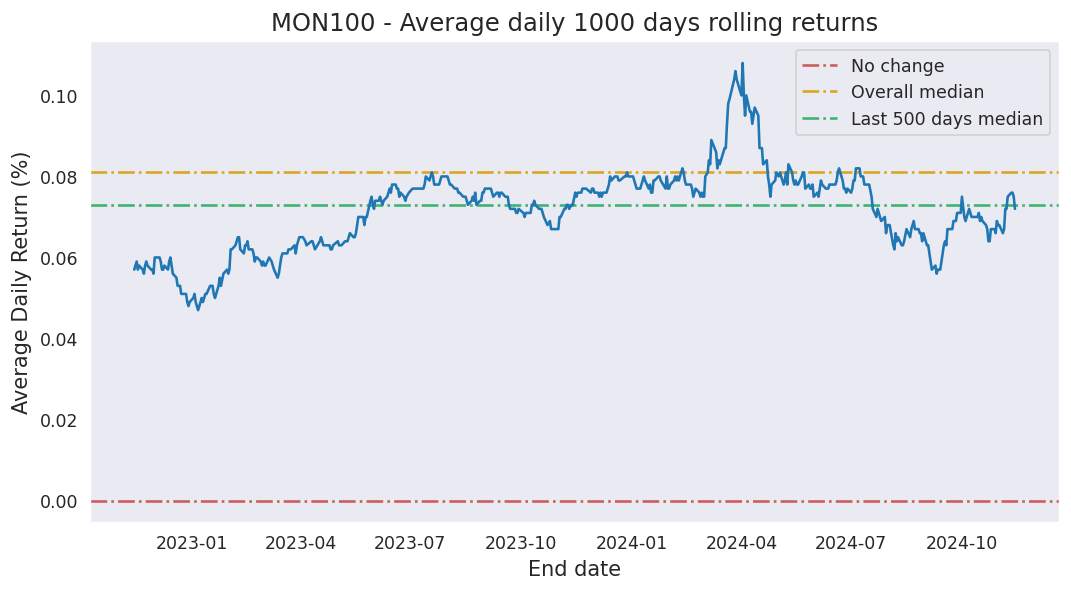 MON100 - Average daily 1000 days rolling returns
No change
Overall median
Last 500 days median
Average Daily Return (%)
0.10
0.08
0.06
0.04
0.02
0.00
2023-01 2023-04 2023-07 2023-10 2024-01 2024-04 2024-07 2024-10
End date